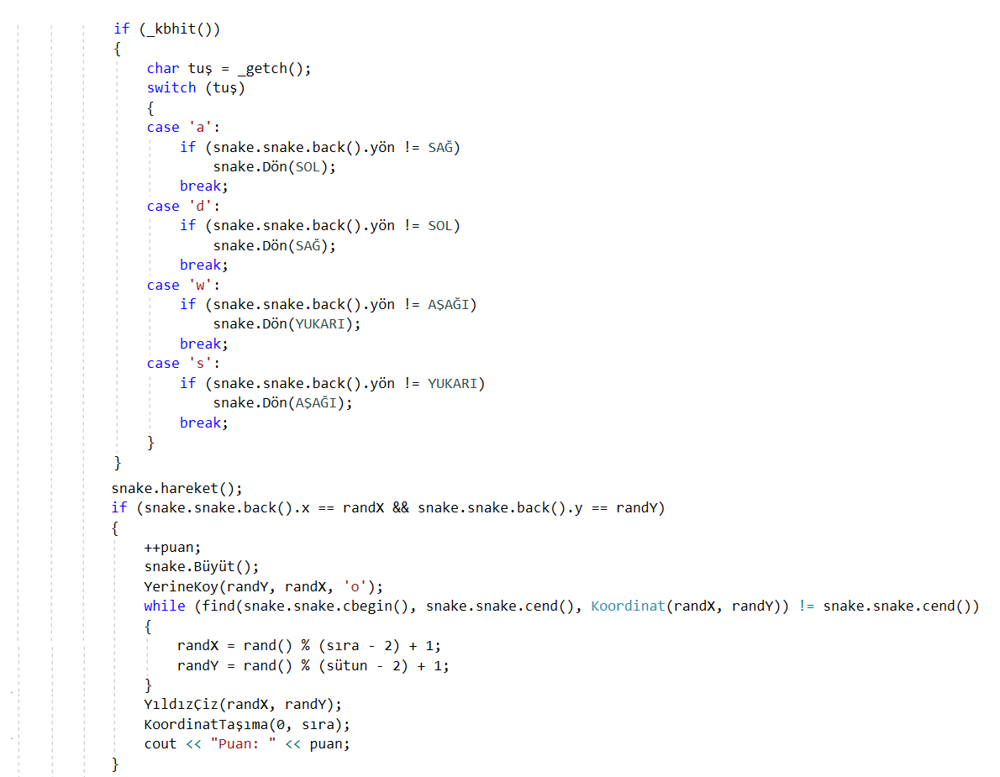 if (_kbhit())
{
char tuş = _getch();
switch (tuş)
{
case 'a':
if (snake.snake.back().yön != SAĞ)
snake.Dön(SOL);
break;
case 'd':
if (snake.snake.back().yön != SOL)
snake.Dön(SAĞ);
break;
case 'w':
if (snake.snake.back().yön != AŞAĞI)
snake.Dön(YUKARI);
break;
case 's':
if (snake.snake.back().yön != YUKARI)
snake.Dön(AŞAĞI);
break;
}
}
snake.hareket();
if (snake.snake.back().x == randX && snake.snake.back().y == randY)
{
++puan;
snake.Büyüt();
YerineKoy(randY, randX, 'o');
while (find(snake.snake.cbegin(), snake.snake.cend(), Koordinat(randX, randY)) != snake.snake.cend())
{
randX = rand() % (sıra - 2) + 1;
randY = rand() % (sütun - 2) + 1;
}
YıldızÇiz(randX, randY);
KoordinatTaşıma(0, sıra);
cout << "Puan: " << puan;
}